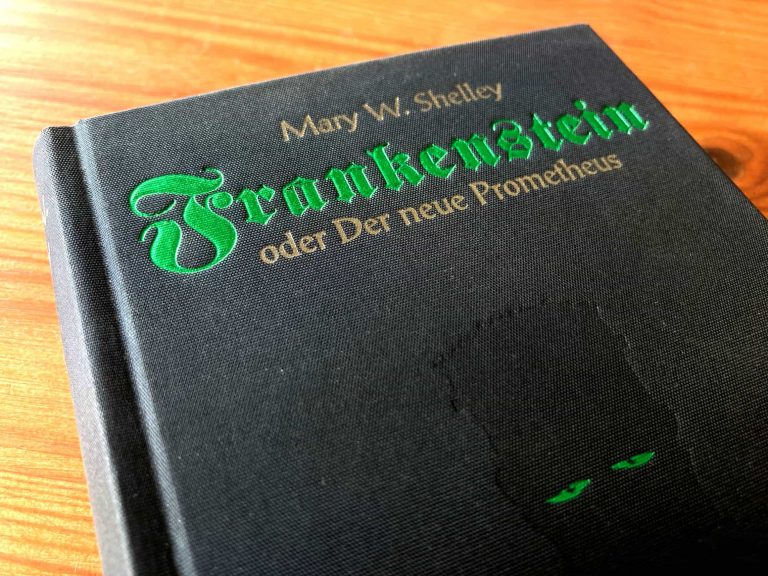 Mary W. Shelley
Frankenstein
oder Der neue Prometheus